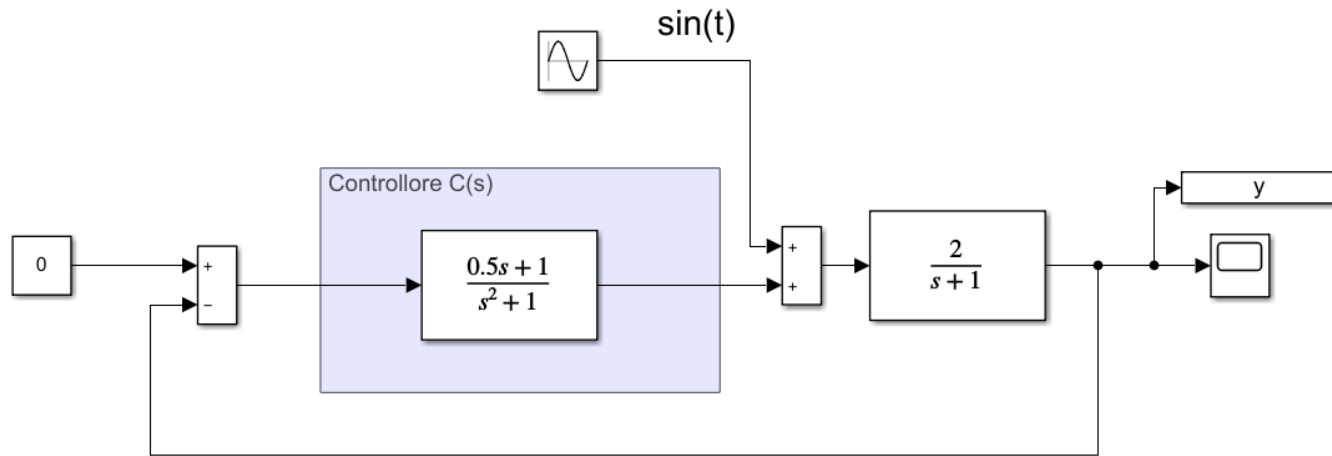 sin(t)
Controllore C(s)
y
0
+
−
0.5s + 1
s² + 1
+
+
2
s + 1